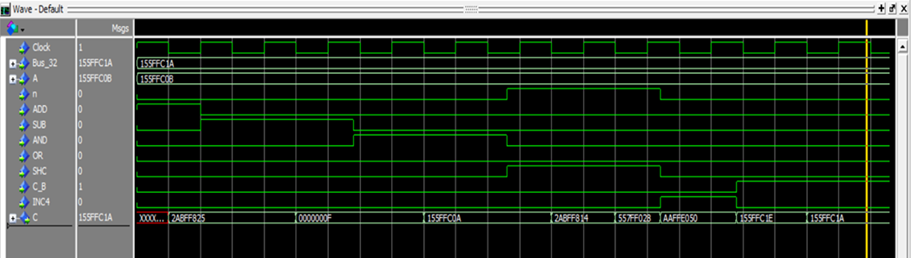 Wave - Default
Msgs
Clock 1
Bus_32 155FFC1A 155FFC1A
A 155FFC0B 155FFC0B
n 0
ADD 0
SUB 0
AND 0
OR 0
SHC 0
C_B 1
INC4 0
C 155FFC1A XXXX... 2ABFF825 0000000F 155FFC0A 2ABFF814 557FF028 AAFFE050 155FFC1E 155FFC1A